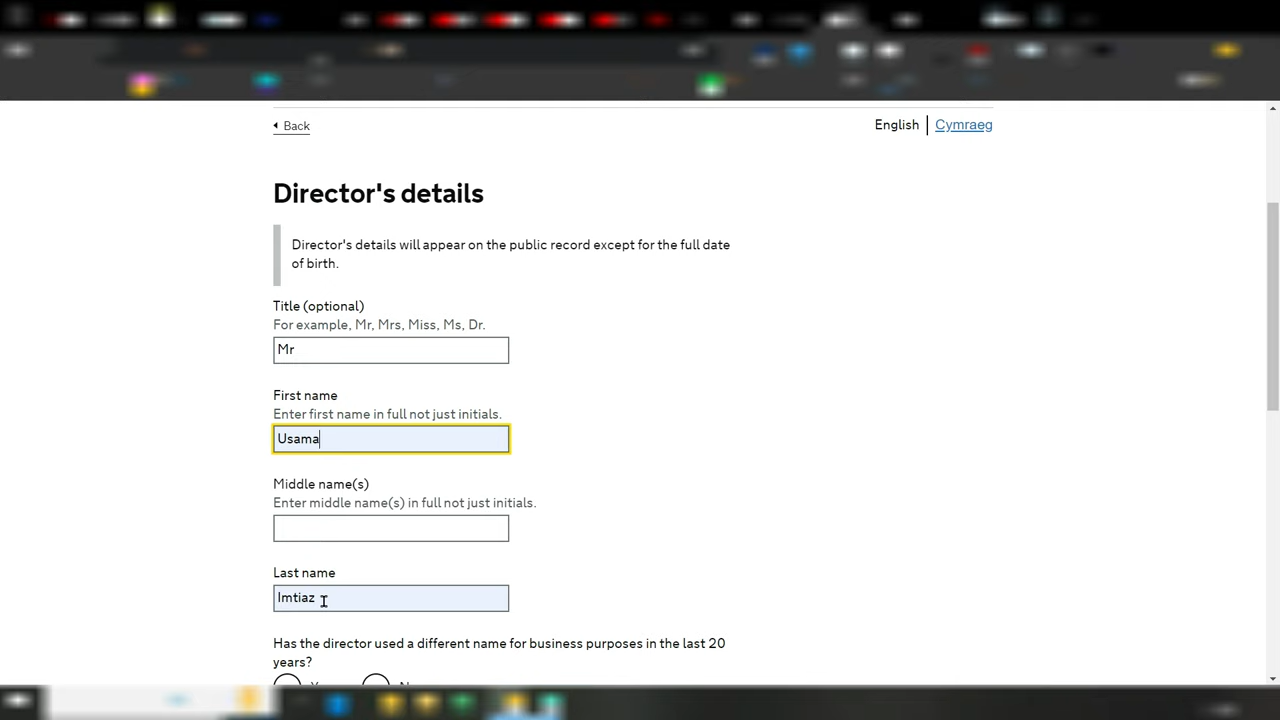 Back
English
Cymraeg
Director's details
Director's details will appear on the public record except for the full date
of birth.
Title (optional)
For example, Mr, Mrs, Miss, Ms, Dr.
Mr
First name
Enter first name in full not just initials.
Usama
Middle name(s)
Enter middle name(s) in full not just initials.
Last name
Imtiaz
Has the director used a different name for business purposes in the last 20
years?